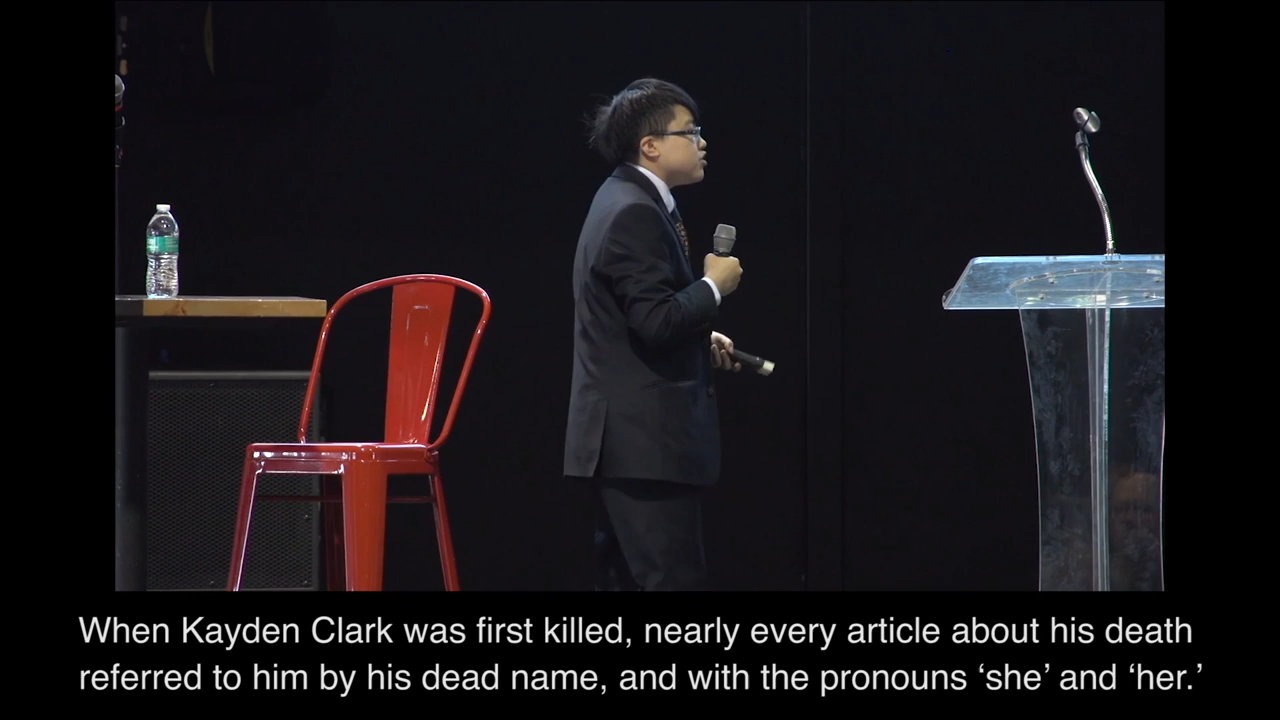 When Kayden Clark was first killed, nearly every article about his death
referred to him by his dead name, and with the pronouns ‘she’ and ‘her.’